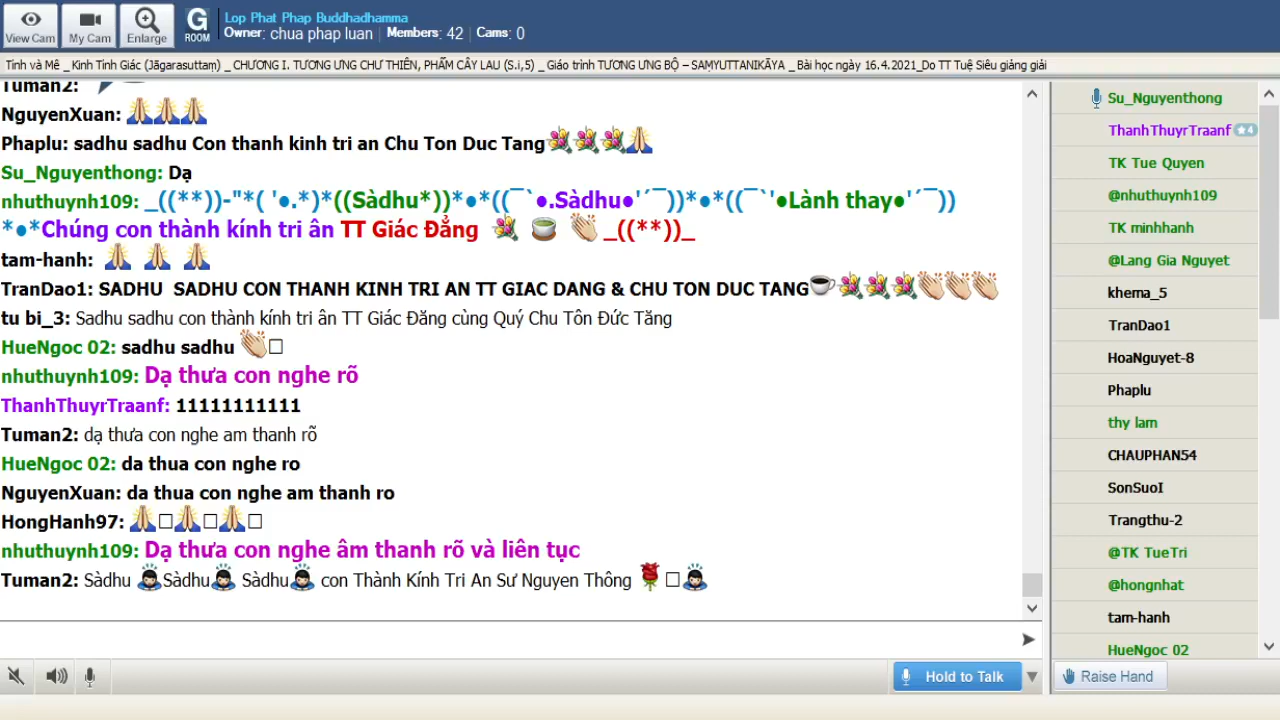 View Cam
My Cam
Enlarge
G
ROOM
Lop Phat Phap Buddhadhamma
Owner: chua phap luan | Members: 42 | Cams: 0
Tỉnh và Mê _ Kinh Tỉnh Giác (Jāgarasuttaṃ) _ CHƯƠNG I. TƯƠNG ƯNG CHƯ THIÊN, PHẨM CÂY LAU (S.i,5) _ Giáo trình TƯƠNG ƯNG BỘ – SAṂYUTTANIKĀYA _ Bài học ngày 16.4.2021_Do TT Tuệ Siêu giảng giải
Tuman2:
NguyenXuan: 🙏🙏🙏
Phaplu: sadhu sadhu Con thanh kinh tri an Chu Ton Duc Tang💐💐💐🙏
Su_Nguyenthong: Dạ
nhuthuynh109: _((**))-"*( '●.*)*((Sàdhu*))*●*((¯`●.Sàdhu●'´¯))*●*((¯`'●Lành thay●'´¯))
*●*Chúng con thành kính tri ân TT Giác Đẳng 💐 🍵 👏 _((**))_
tam-hanh: 🙏 🙏 🙏
TranDao1: SADHU SADHU CON THANH KINH TRI AN TT GIAC DANG & CHU TON DUC TANG☕💐💐💐👏👏👏
tu bi_3: Sadhu sadhu con thành kính tri ân TT Giác Đăng cùng Quý Chu Tôn Đức Tăng
HueNgoc 02: sadhu sadhu 👏□
nhuthuynh109: Dạ thưa con nghe rõ
ThanhThuyrTraanf: 11111111111
Tuman2: dạ thưa con nghe am thanh rõ
HueNgoc 02: da thua con nghe ro
NguyenXuan: da thua con nghe am thanh ro
HongHanh97: 🙏□🙏□🙏□
nhuthuynh109: Dạ thưa con nghe âm thanh rõ và liên tục
Tuman2: Sàdhu 🙇Sàdhu🙇 Sàdhu🙇 con Thành Kính Tri An Sư Nguyen Thông 🌹□🙇
Hold to Talk
Su_Nguyenthong
ThanhThuyrTraanf ★4
TK Tue Quyen
@nhuthuynh109
TK minhhanh
@Lang Gia Nguyet
khema_5
TranDao1
HoaNguyet-8
Phaplu
thy lam
CHAUPHAN54
SonSuoI
Trangthu-2
@TK TueTri
@hongnhat
tam-hanh
HueNgoc 02
Raise Hand